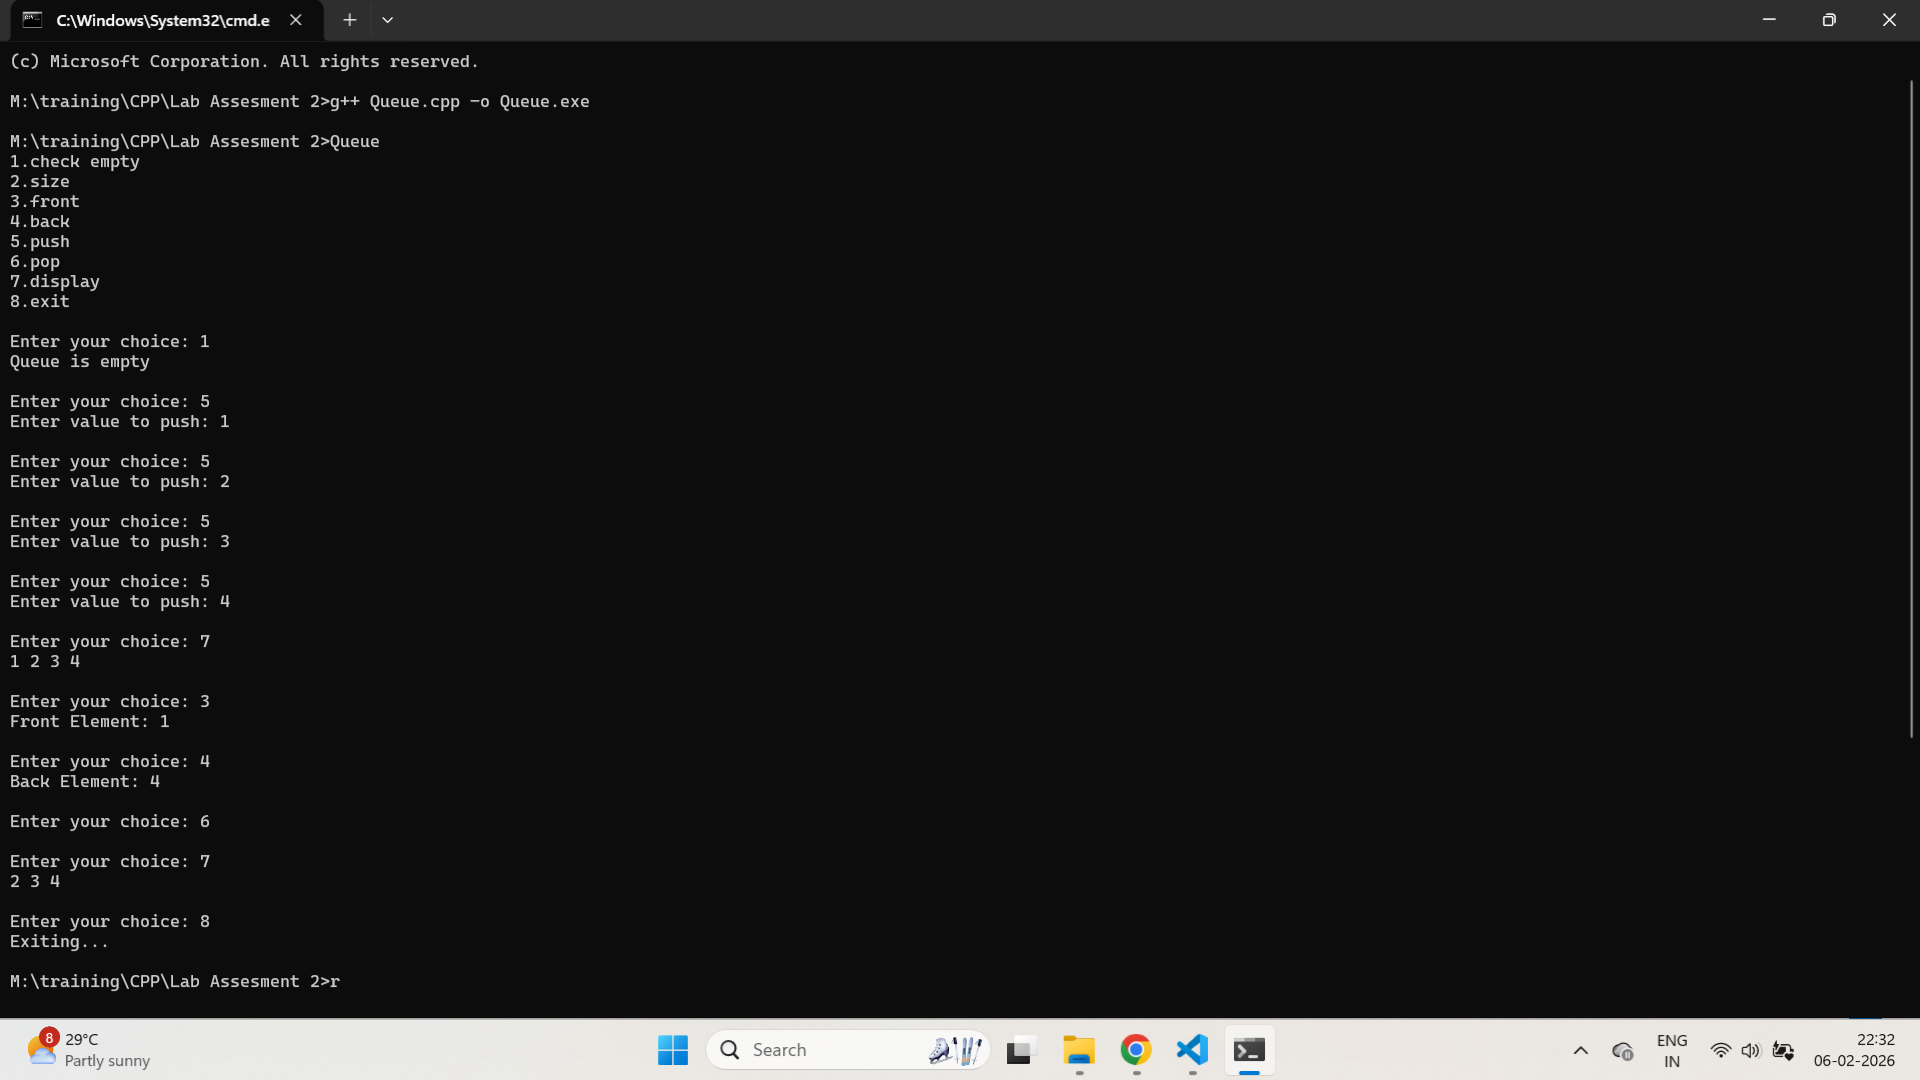 C:\Windows\System32\cmd.e
(c) Microsoft Corporation. All rights reserved.
M:\training\CPP\Lab Assesment 2>g++ Queue.cpp -o Queue.exe
M:\training\CPP\Lab Assesment 2>Queue
1.check empty
2.size
3.front
4.back
5.push
6.pop
7.display
8.exit
Enter your choice: 1
Queue is empty
Enter your choice: 5
Enter value to push: 1
Enter your choice: 5
Enter value to push: 2
Enter your choice: 5
Enter value to push: 3
Enter your choice: 5
Enter value to push: 4
Enter your choice: 7
1 2 3 4
Enter your choice: 3
Front Element: 1
Enter your choice: 4
Back Element: 4
Enter your choice: 6
Enter your choice: 7
2 3 4
Enter your choice: 8
Exiting...
M:\training\CPP\Lab Assesment 2>r
8
29°C
Partly sunny
Search
ENG
IN
22:32
06-02-2026